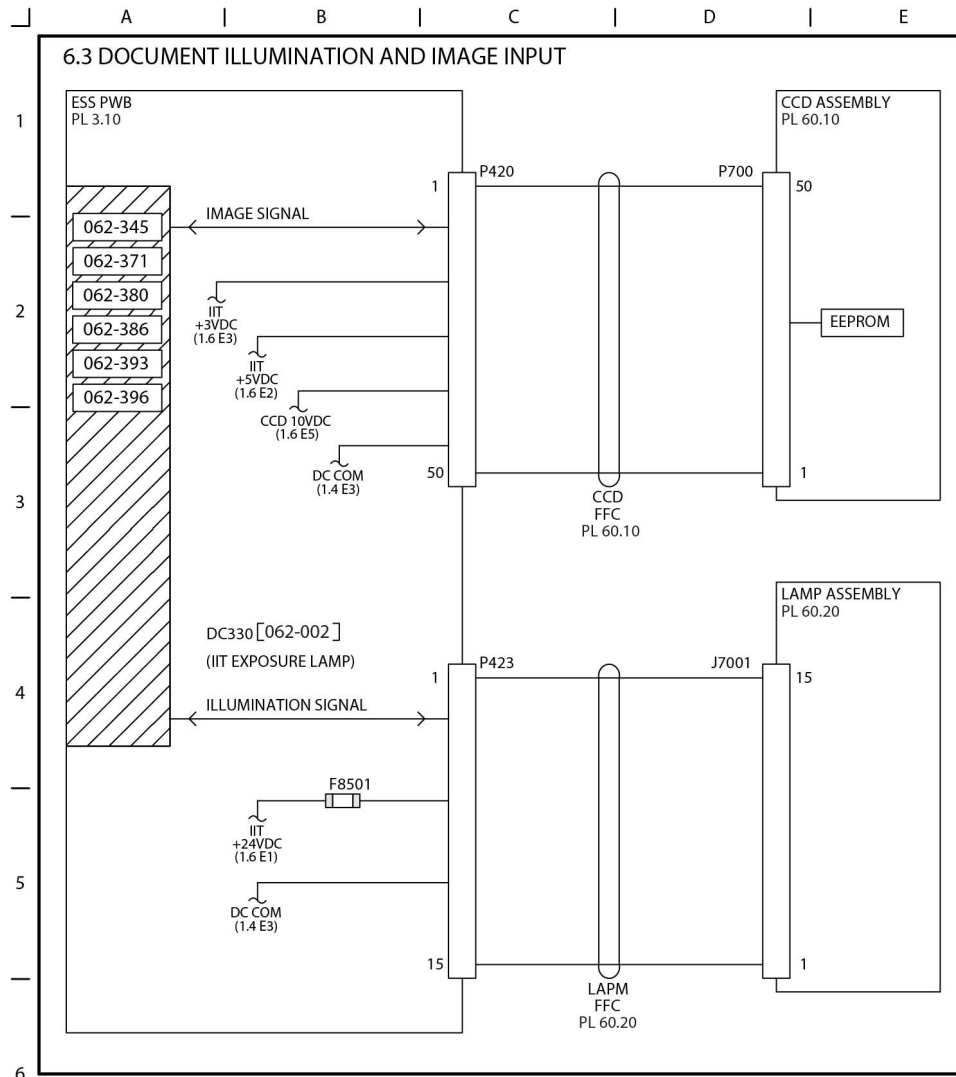 A B C D E
6.3 DOCUMENT ILLUMINATION AND IMAGE INPUT
1
ESS PWB
PL 3.10
CCD ASSEMBLY
PL 60.10
P420
P700
1
50
062-345
IMAGE SIGNAL
062-371
2
062-380
IIT
+3VDC
(1.6 E3)
EEPROM
062-386
IIT
+5VDC
(1.6 E2)
062-393
062-396
CCD 10VDC
(1.6 E5)
DC COM
(1.4 E3)
50
1
3
CCD
FFC
PL 60.10
LAMP ASSEMBLY
PL 60.20
DC330 [062-002]
(IIT EXPOSURE LAMP)
P423
J7001
1
15
4
ILLUMINATION SIGNAL
F8501
IIT
+24VDC
(1.6 E1)
5
DC COM
(1.4 E3)
15
1
LAPM
FFC
PL 60.20
6